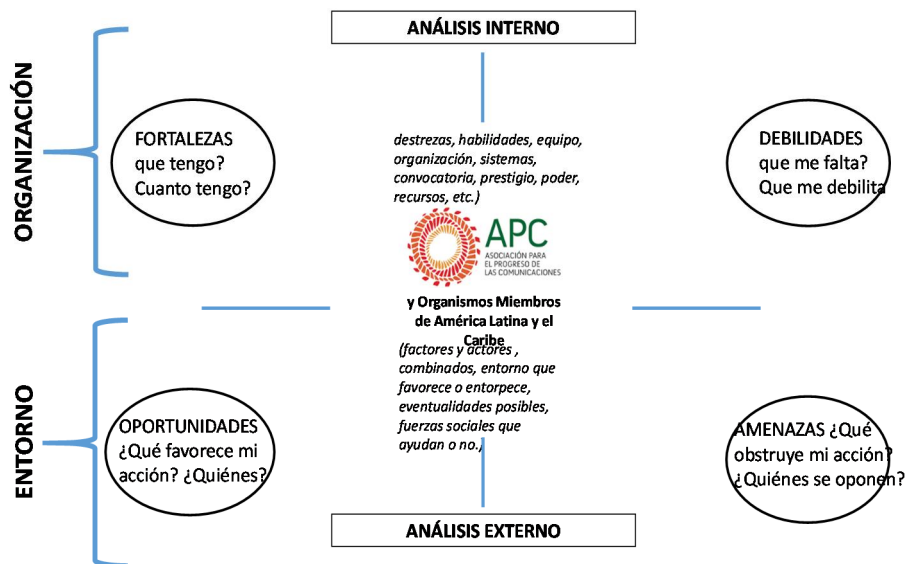 ANÁLISIS INTERNO
ORGANIZACIÓN
FORTALEZAS
que tengo?
Cuanto tengo?
destrezas, habilidades, equipo,
organización, sistemas,
convocatoria, prestigio, poder,
recursos, etc.)
DEBILIDADES
que me falta?
Que me debilita
APC
ASOCIACIÓN PARA
EL PROGRESO DE
LAS COMUNICACIONES
y Organismos Miembros
de América Latina y el
Caribe
(factores y actores ,
combinados, entorno que
favorece o entorpece,
eventualidades posibles,
fuerzas sociales que
ayudan o no.)
ENTORNO
OPORTUNIDADES
¿Qué favorece mi
acción? ¿Quiénes?
AMENAZAS ¿Qué
obstruye mi acción?
¿Quiénes se oponen?
ANÁLISIS EXTERNO